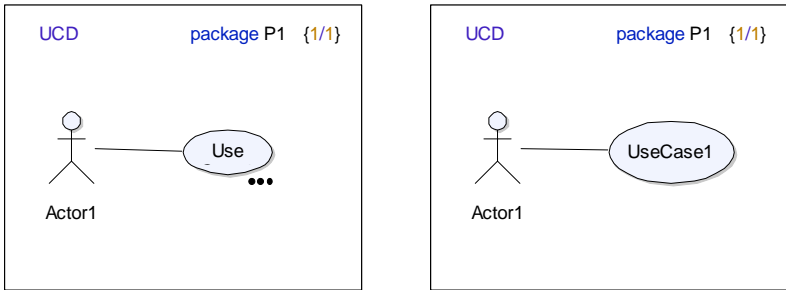 UCD package P1 {1/1}
Use
Actor1
UCD package P1 {1/1}
UseCase1
Actor1